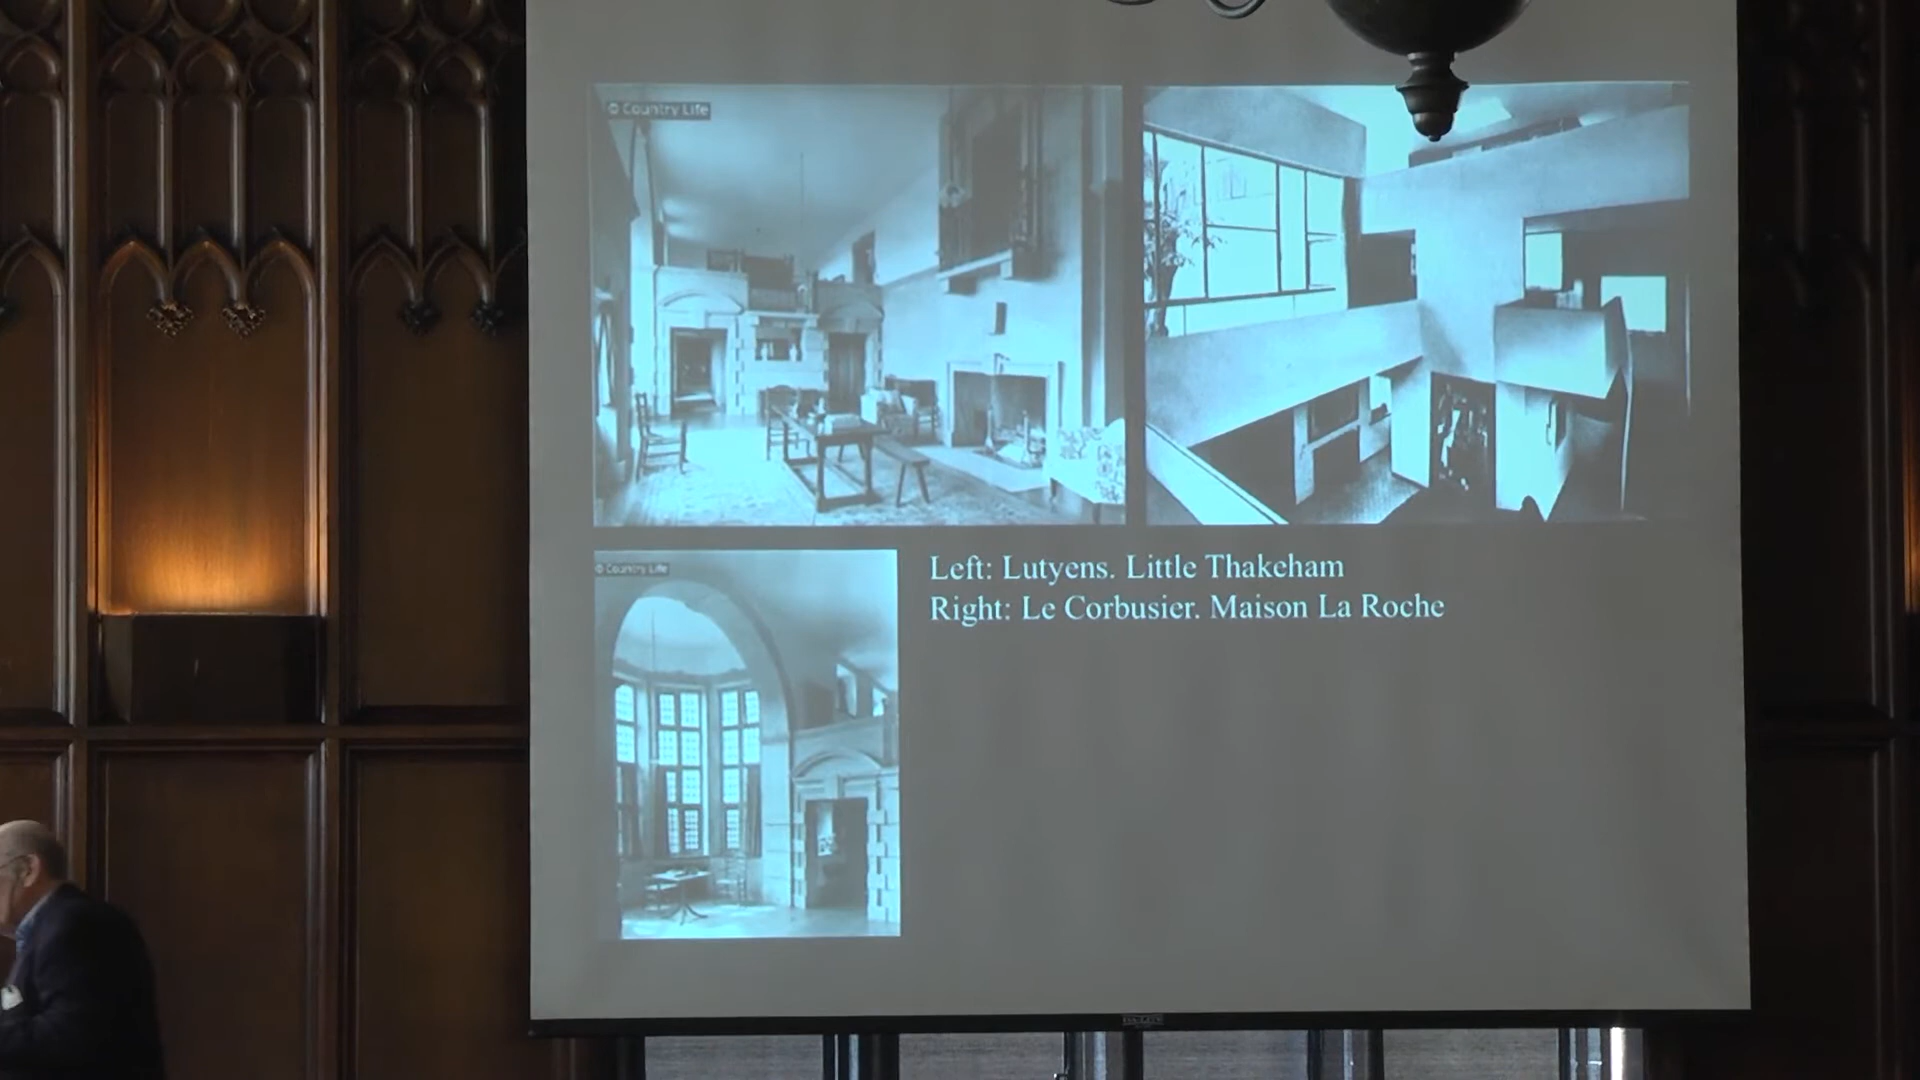 © Country Life
© Country Life
Left: Lutyens. Little Thakeham
Right: Le Corbusier. Maison La Roche